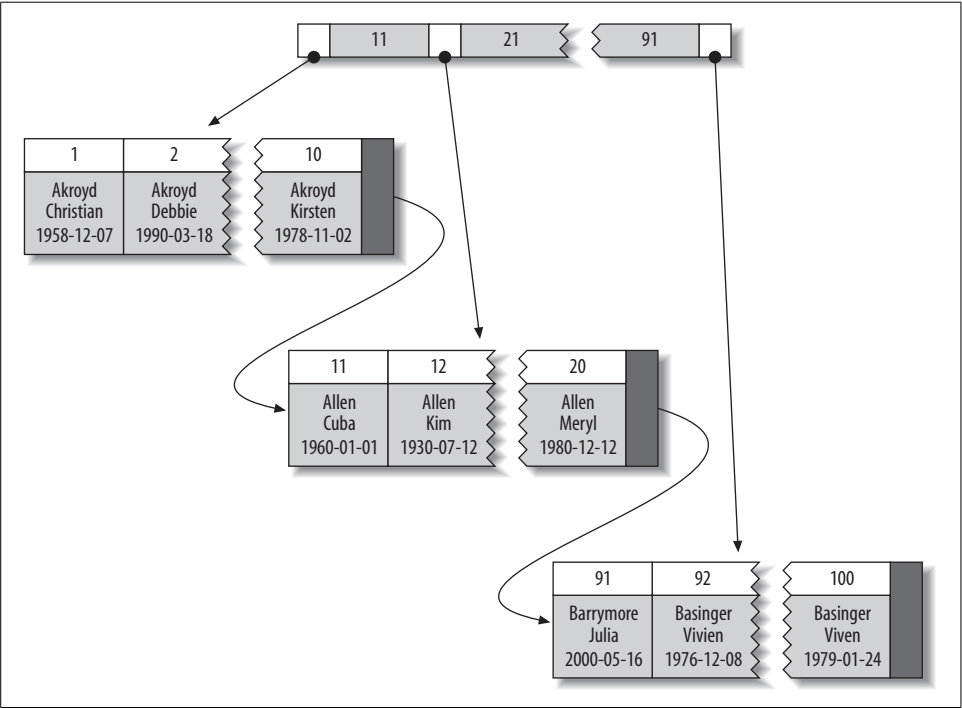 11 21 91
1 2 10
Akroyd Akroyd Akroyd
Christian Debbie Kirsten
1958-12-07 1990-03-18 1978-11-02
11 12 20
Allen Allen Allen
Cuba Kim Meryl
1960-01-01 1930-07-12 1980-12-12
91 92 100
Barrymore Basinger Basinger
Julia Vivien Viven
2000-05-16 1976-12-08 1979-01-24